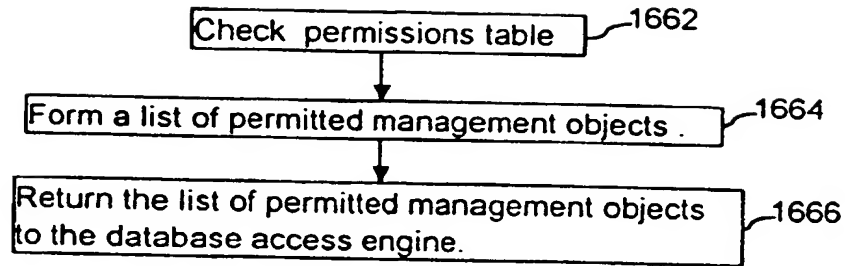 Check permissions table
1662
Form a list of permitted management objects .
1664
Return the list of permitted management objects
to the database access engine.
1666